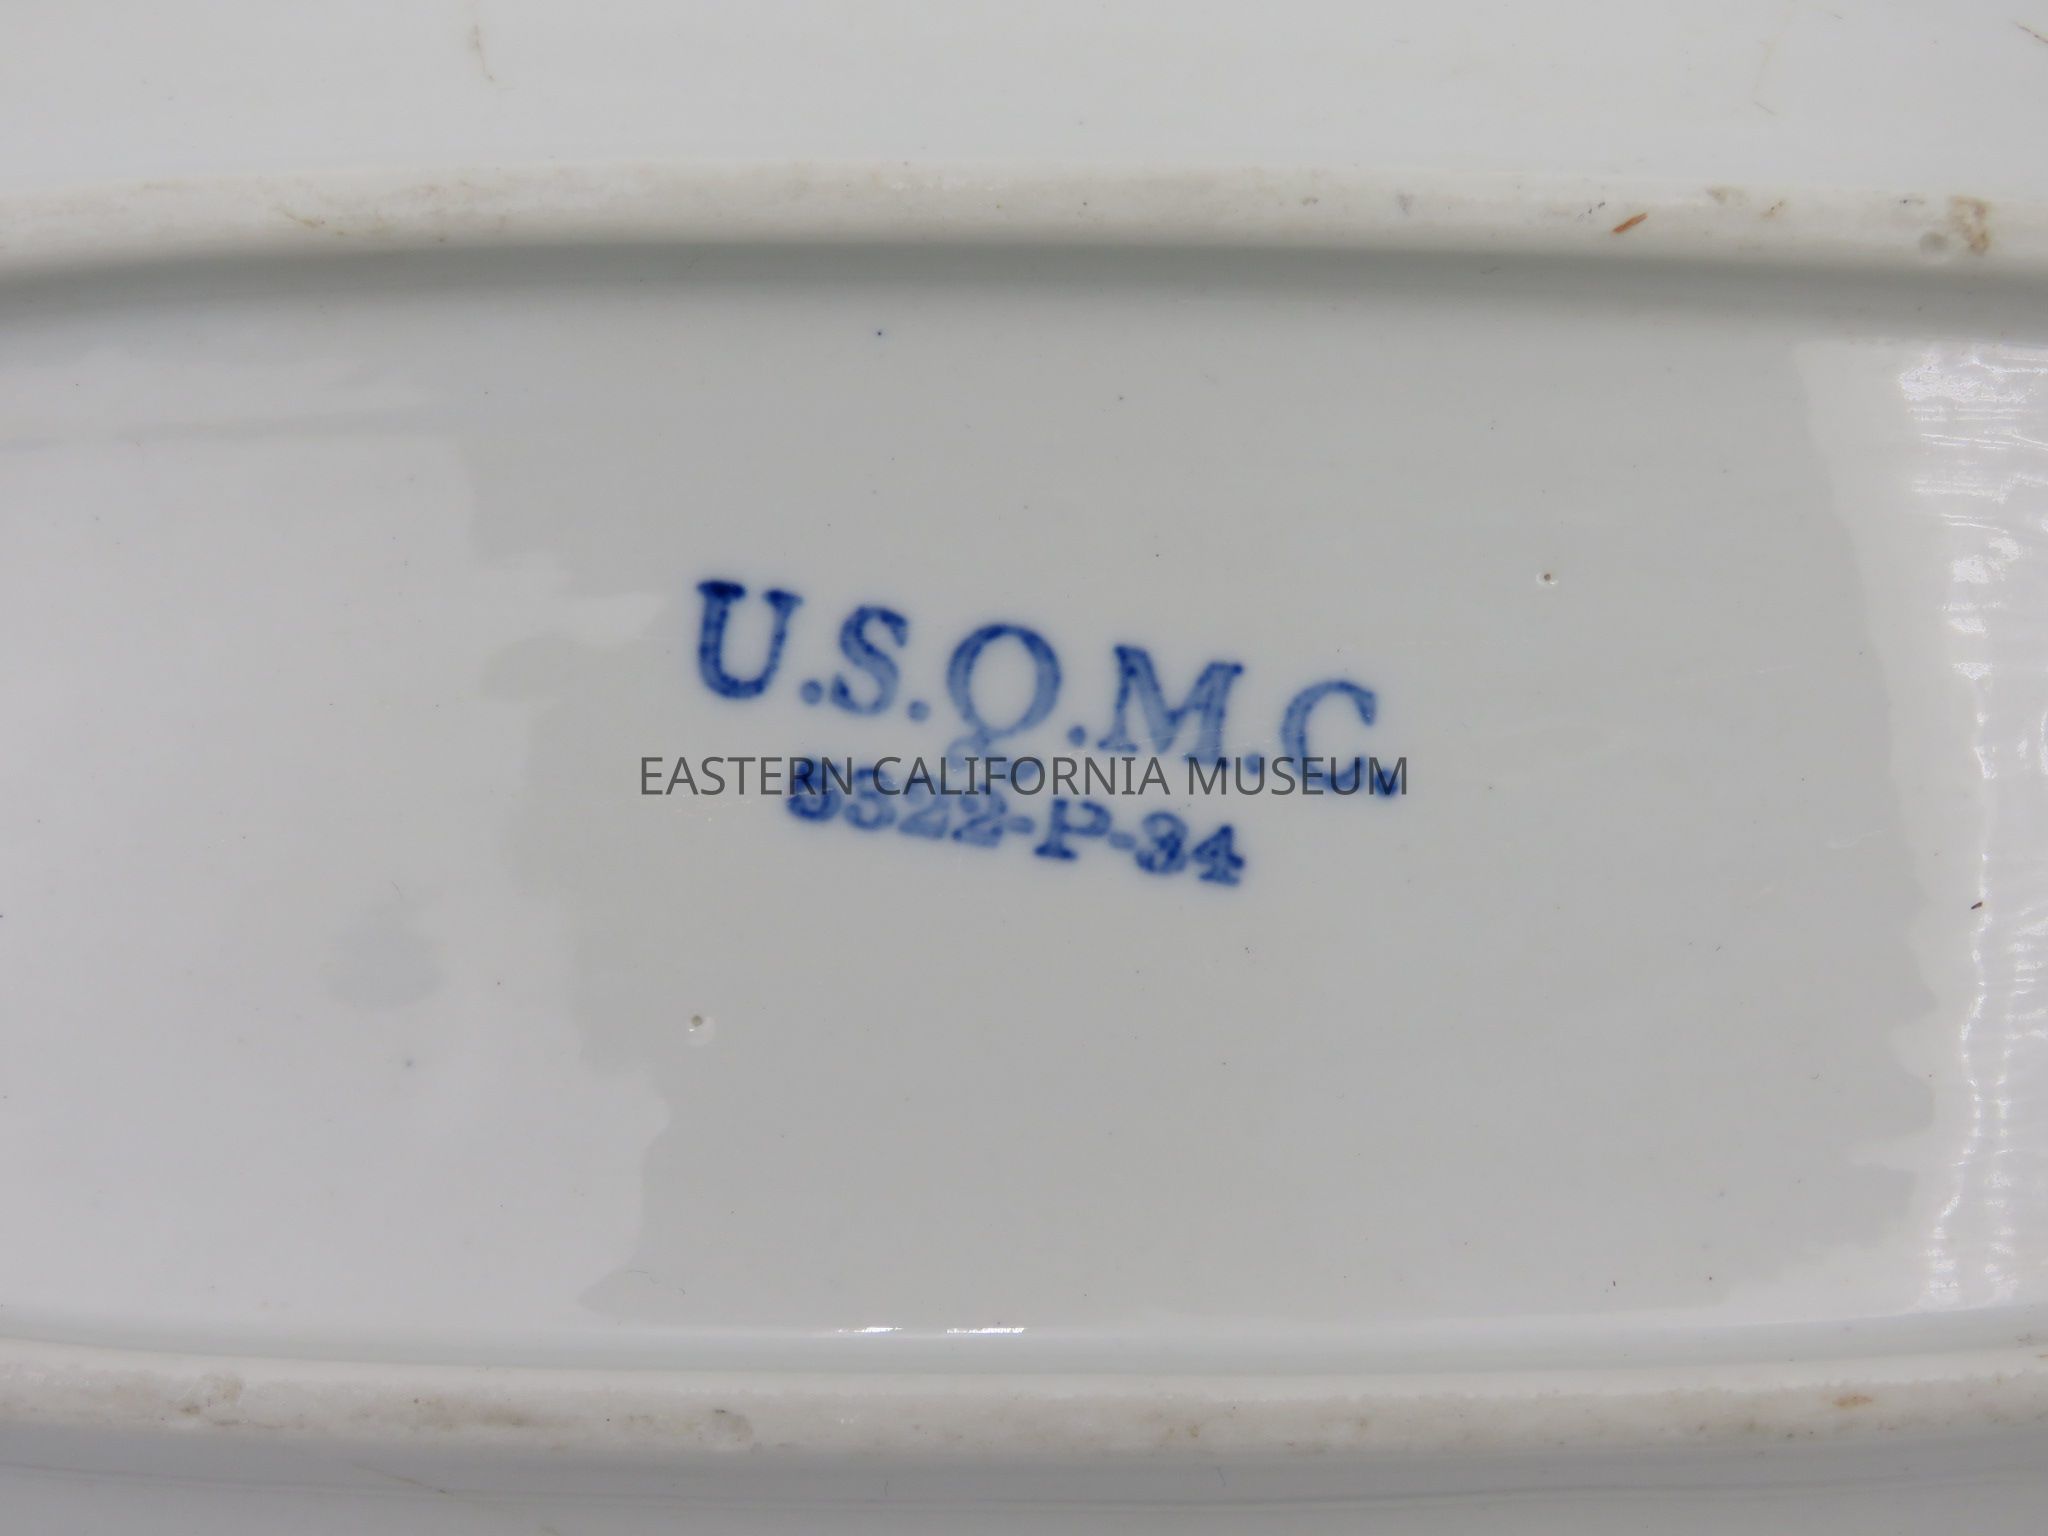 U.S.Q.M.C.
EASTERN CALIFORNIA MUSEUM
5322-P-34